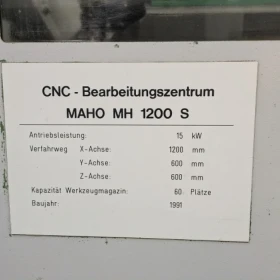 CNC - Bearbeitungszentrum
MAHO MH 1200 S
Antriebsleistung: 15 kW
Verfahrweg X-Achse: 1200 mm
Y-Achse: 600 mm
Z-Achse: 600 mm
Kapazität Werkzeugmagazin: 60 Plätze
Baujahr: 1991